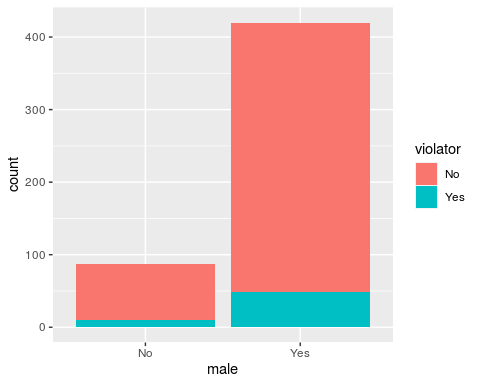 400
300
200
100
0
count
No
Yes
male
violator
No
Yes